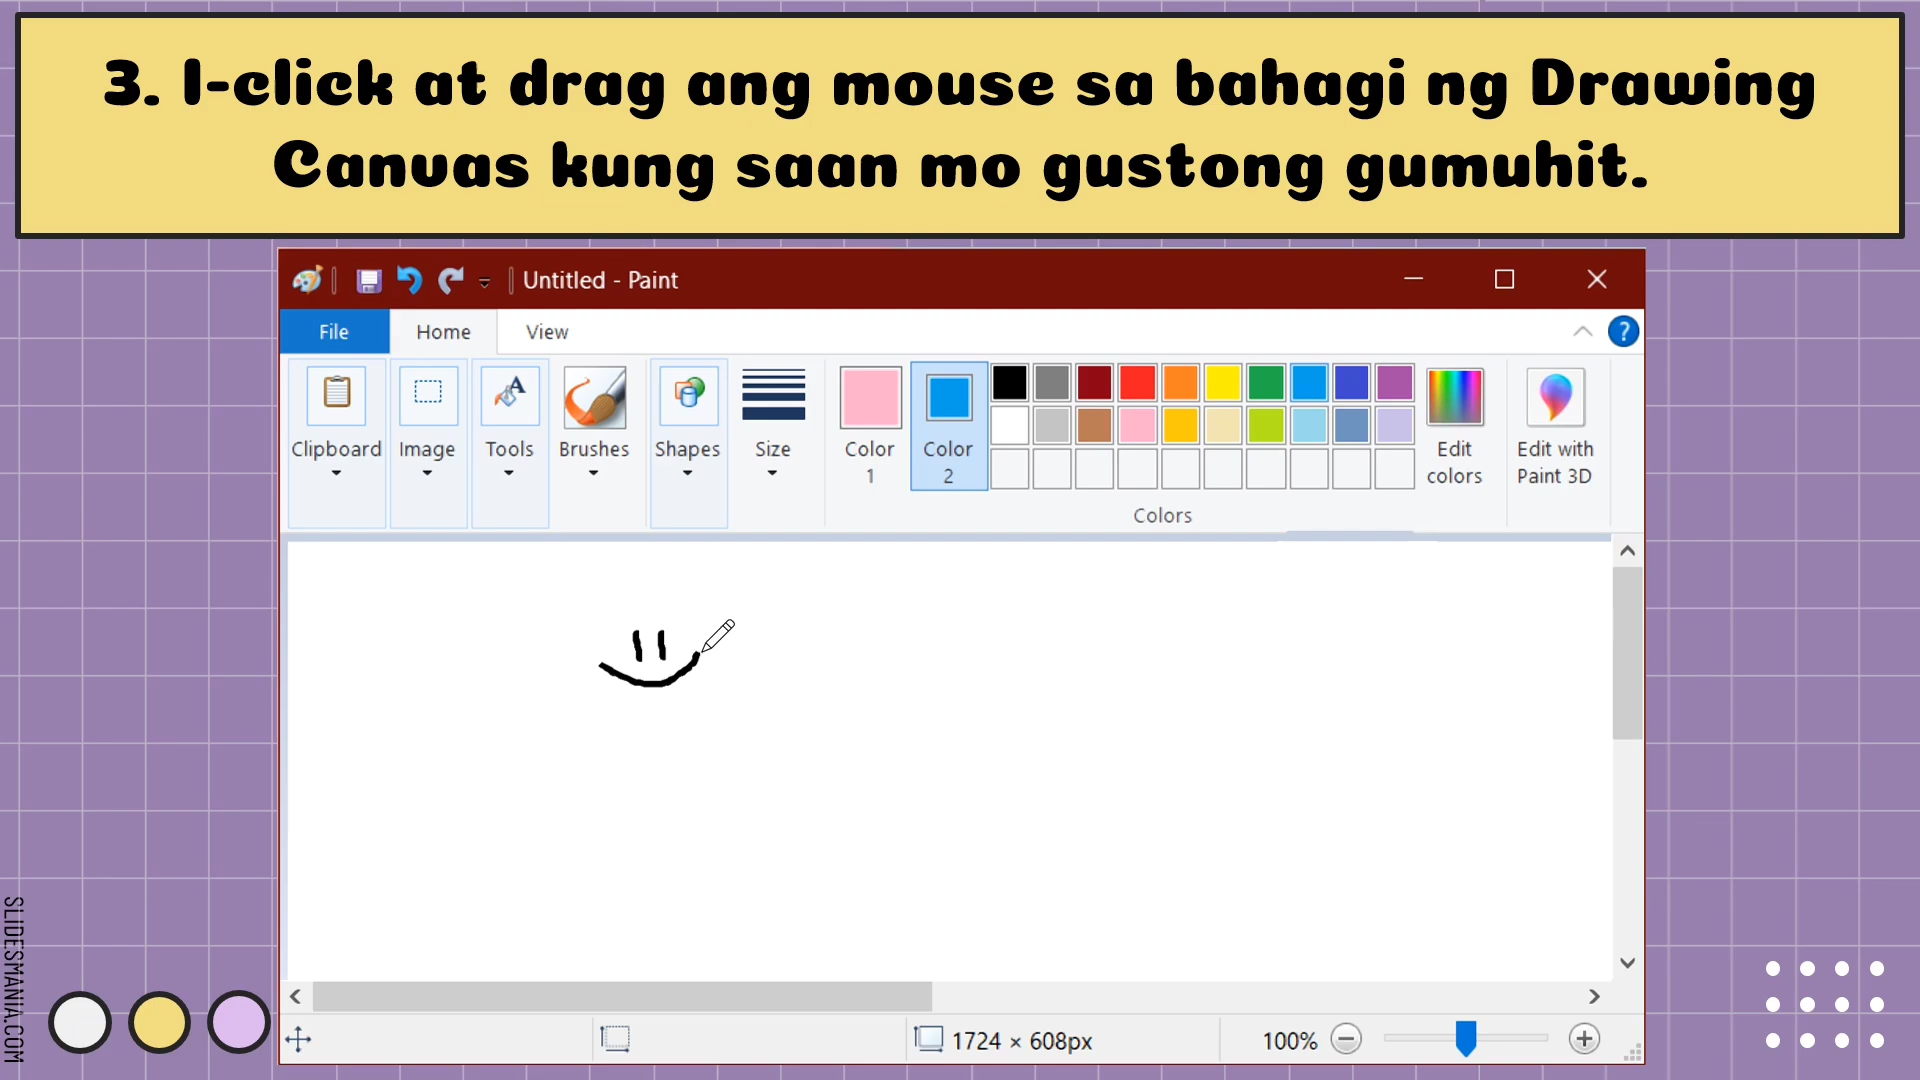 3. I-click at drag ang mouse sa bahagi ng Drawing
Canvas kung saan mo gustong gumuhit.
Untitled - Paint
File Home View
?
Clipboard Image Tools Brushes Shapes Size Color 1 Color 2 Edit colors Edit with Paint 3D
Colors
1724 × 608px
100%
SLIDESMANIA.COM